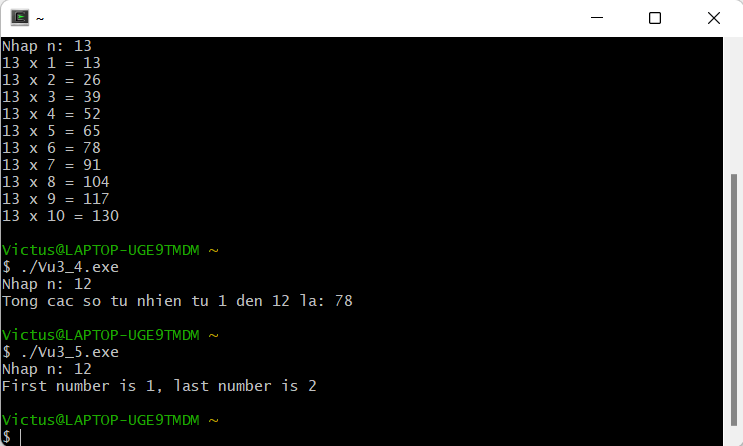 ~
Nhap n: 13
13 x 1 = 13
13 x 2 = 26
13 x 3 = 39
13 x 4 = 52
13 x 5 = 65
13 x 6 = 78
13 x 7 = 91
13 x 8 = 104
13 x 9 = 117
13 x 10 = 130
Victus@LAPTOP-UGE9TMDM ~
$ ./Vu3_4.exe
Nhap n: 12
Tong cac so tu nhien tu 1 den 12 la: 78
Victus@LAPTOP-UGE9TMDM ~
$ ./Vu3_5.exe
Nhap n: 12
First number is 1, last number is 2
Victus@LAPTOP-UGE9TMDM ~
$